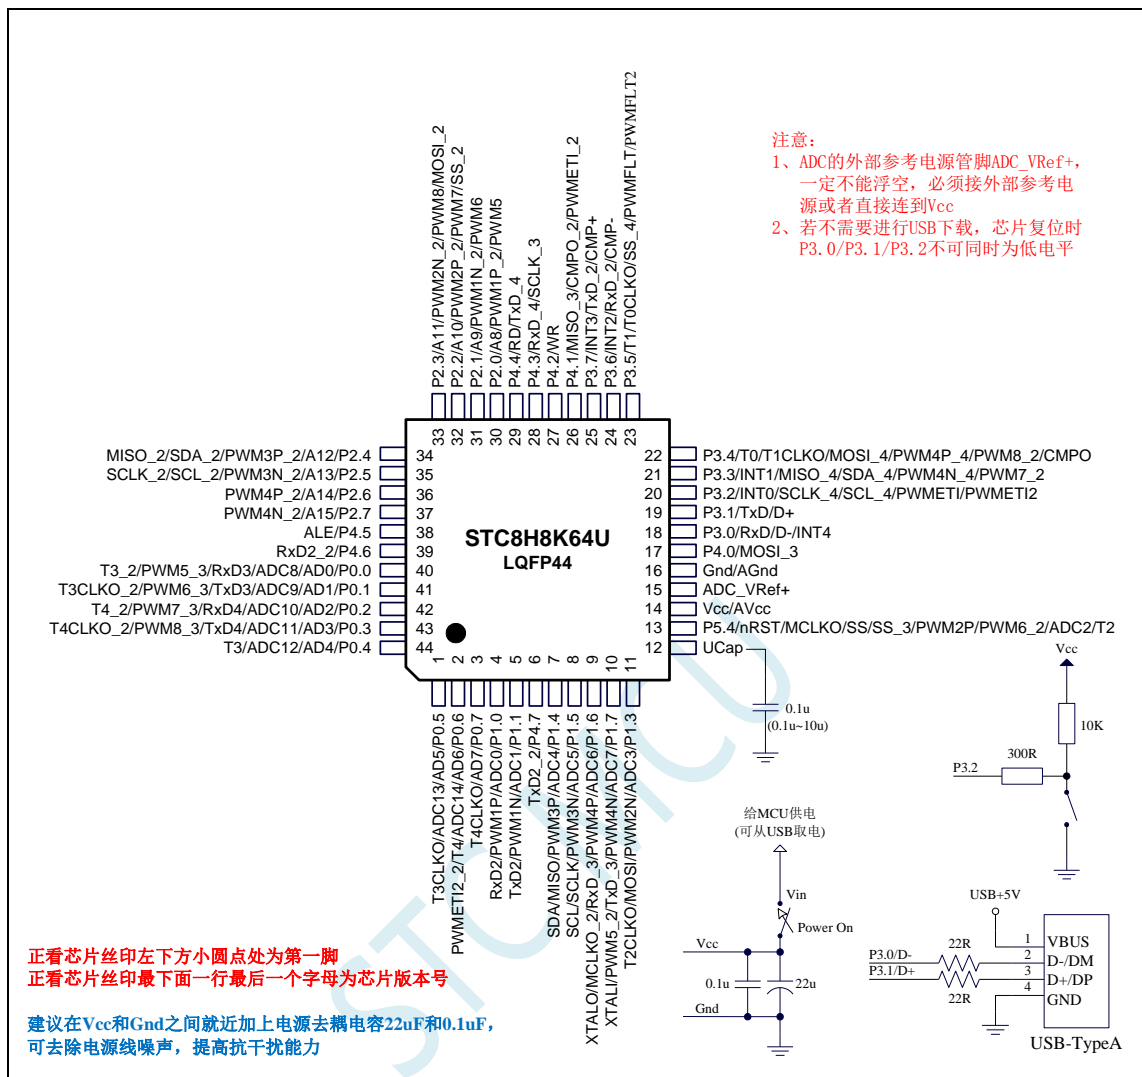 注意：
1、ADC的外部参考电源管脚ADC_VRef+，
一定不能浮空，必须接外部参考电
源或者直接连到Vcc
2、若不需要进行USB下载，芯片复位时
P3.0/P3.1/P3.2不可同时为低电平
P2.3/A11/PWM2N_2/PWM8/MOSI_2
P2.2/A10/PWM2P_2/PWM7/SS_2
P2.1/A9/PWM1N_2/PWM6
P2.0/A8/PWM1P_2/PWM5
P4.4/RD/TxD_4
P4.3/RxD_4/SCLK_3
P4.2/WR
P4.1/MISO_3/CMPO_2/PWMETI_2
P3.7/INT3/TxD_2/CMP+
P3.6/INT2/RxD_2/CMP-
P3.5/T1/T0CLKO/SS_4/PWMFLT/PWMFLT2
33 32 31 30 29 28 27 26 25 24 23
MISO_2/SDA_2/PWM3P_2/A12/P2.4 34
SCLK_2/SCL_2/PWM3N_2/A13/P2.5 35
PWM4P_2/A14/P2.6 36
PWM4N_2/A15/P2.7 37
ALE/P4.5 38
RxD2_2/P4.6 39
T3_2/PWM5_3/RxD3/ADC8/AD0/P0.0 40
T3CLKO_2/PWM6_3/TxD3/ADC9/AD1/P0.1 41
T4_2/PWM7_3/RxD4/ADC10/AD2/P0.2 42
T4CLKO_2/PWM8_3/TxD4/ADC11/AD3/P0.3 43
T3/ADC12/AD4/P0.4 44
STC8H8K64U
LQFP44
22 P3.4/T0/T1CLKO/MOSI_4/PWM4P_4/PWM8_2/CMPO
21 P3.3/INT1/MISO_4/SDA_4/PWM4N_4/PWM7_2
20 P3.2/INT0/SCLK_4/SCL_4/PWMETI/PWMETI2
19 P3.1/TxD/D+
18 P3.0/RxD/D-/INT4
17 P4.0/MOSI_3
16 Gnd/AGnd
15 ADC_VRef+
14 Vcc/AVcc
13 P5.4/nRST/MCLKO/SS/SS_3/PWM2P/PWM6_2/ADC2/T2
12 UCap
1 2 3 4 5 6 7 8 9 10 11
T3CLKO/ADC13/AD5/P0.5
PWMETI2_2/T4/ADC14/AD6/P0.6
T4CLKO/AD7/P0.7
RxD2/PWM1P/ADC0/P1.0
TxD2/PWM1N/ADC1/P1.1
TxD2_2/P4.7
SDA/MISO/PWM3P/ADC4/P1.4
SCL/SCLK/PWM3N/ADC5/P1.5
XTALO/MCLKO_2/RxD_3/PWM4P/ADC6/P1.6
XTALI/PWM5_2/TxD_3/PWM4N/ADC7/P1.7
T2CLKO/MOSI/PWM2N/ADC3/P1.3
0.1u
(0.1u~10u)
Vcc
10K
300R
P3.2
给MCU供电
(可从USB取电)
Vin
Power On
Vcc
0.1u
22u
Gnd
USB+5V
1 VBUS
P3.0/D- 22R 2 D-/DM
P3.1/D+ 22R 3 D+/DP
4 GND
USB-TypeA
正看芯片丝印左下方小圆点处为第一脚
正看芯片丝印最下面一行最后一个字母为芯片版本号
建议在Vcc和Gnd之间就近加上电源去耦电容22uF和0.1uF，
可去除电源线噪声，提高抗干扰能力
STCMCU